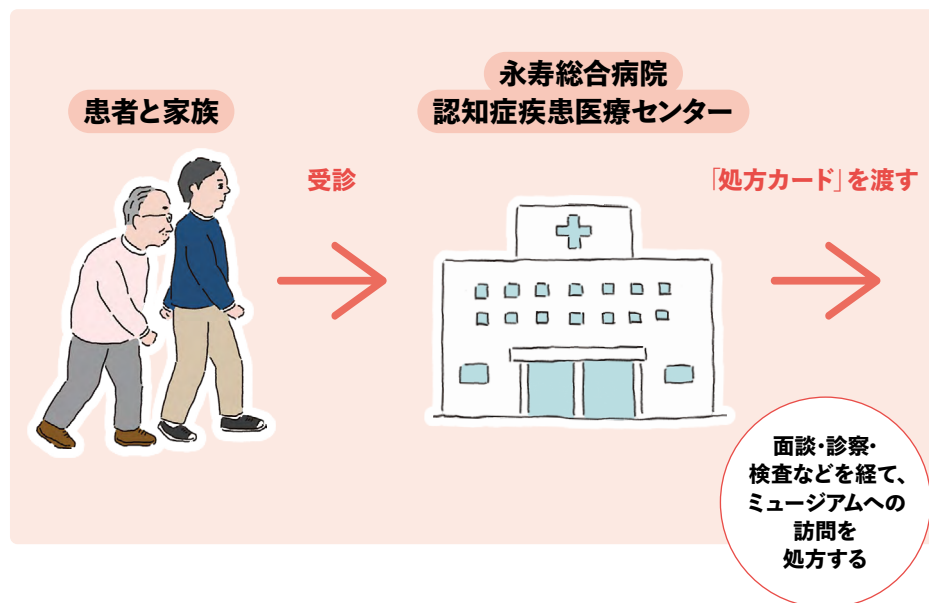 患者と家族
受診
永寿総合病院
認知症疾患医療センター
「処方カード」を渡す
面談・診察・
検査などを経て、
ミュージアムへの
訪問を
処方する